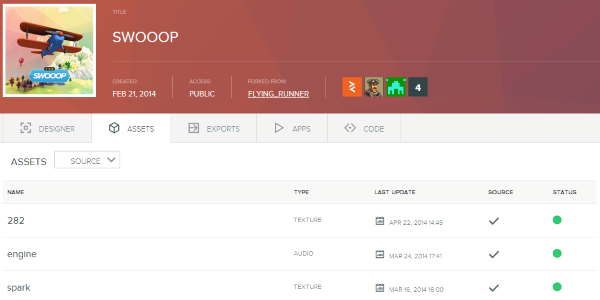 TITLE
SWOOOP
SWOOOP
CREATED
ACCESS
FORKED FROM
FEB 21, 2014
PUBLIC
FLYING_RUNNER
4
DESIGNER
ASSETS
EXPORTS
APPS
CODE
ASSETS
SOURCE
NAME
TYPE
LAST UPDATE
SOURCE
STATUS
282
TEXTURE
APR 22, 2014 14:45
engine
AUDIO
MAR 24, 2014 17:41
spark
TEXTURE
MAR 16, 2014 16:00